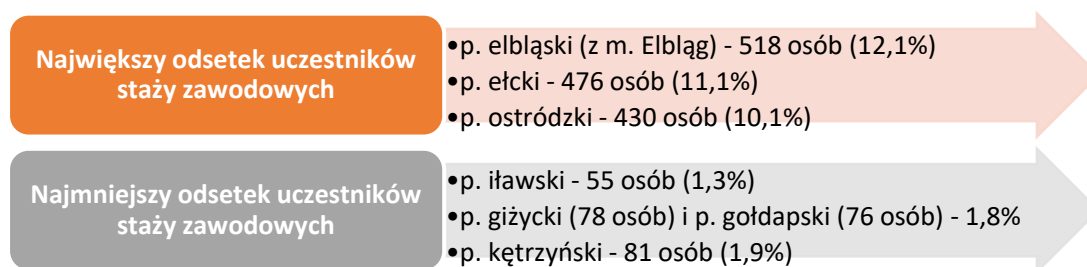 Największy odsetek uczestników
staży zawodowych
•p. elbląski (z m. Elbląg) - 518 osób (12,1%)
•p. ełcki - 476 osób (11,1%)
•p. ostródzki - 430 osób (10,1%)
Najmniejszy odsetek uczestników
staży zawodowych
•p. iławski - 55 osób (1,3%)
•p. giżycki (78 osób) i p. gołdapski (76 osób) - 1,8%
•p. kętrzyński - 81 osób (1,9%)